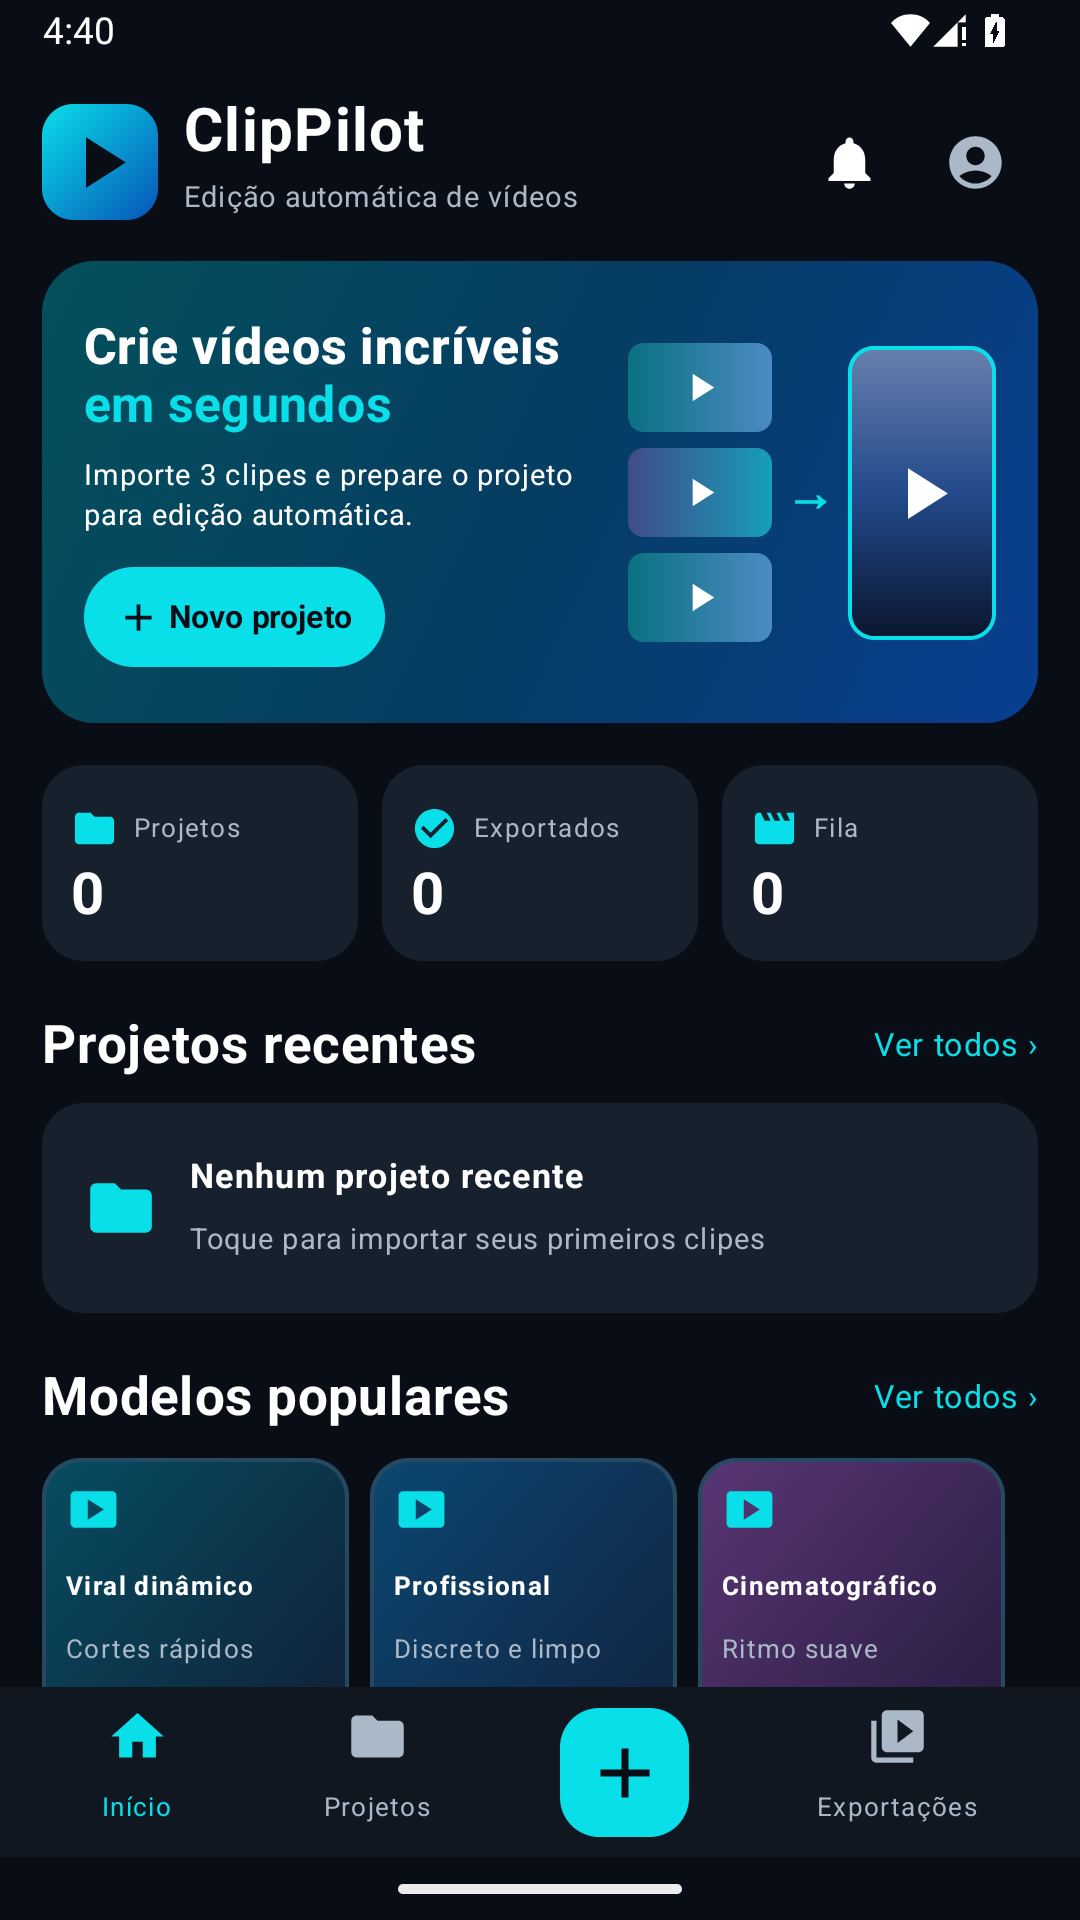 4:40
ClipPilot
Edição automática de vídeos
Crie vídeos incríveis
em segundos
Importe 3 clipes e prepare o projeto
para edição automática.
→
+ Novo projeto
Projetos
0
Exportados
0
Fila
0
Projetos recentes
Ver todos ›
Nenhum projeto recente
Toque para importar seus primeiros clipes
Modelos populares
Ver todos ›
Viral dinâmico
Cortes rápidos
Profissional
Discreto e limpo
Cinematográfico
Ritmo suave
Início
Projetos
Exportações